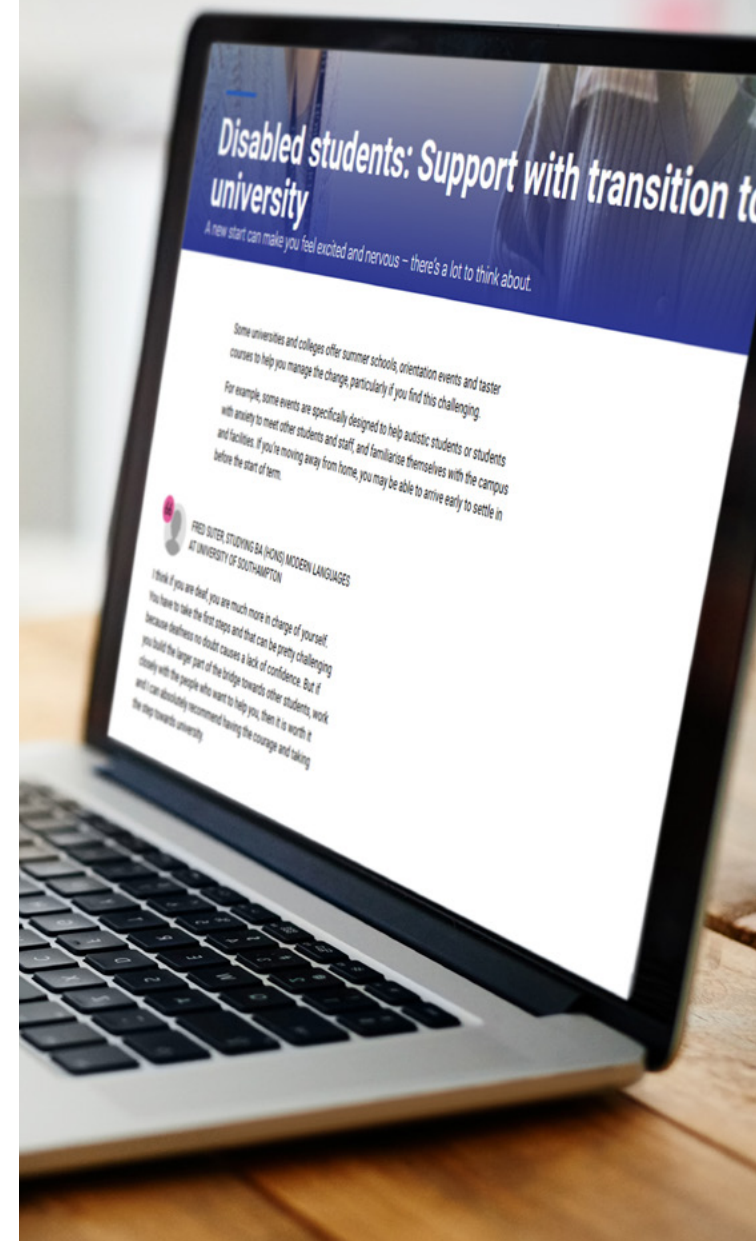 Disabled students: Support with transition to
university
A new start can make you feel excited and nervous – there's a lot to think about.
Some universities and colleges offer summer schools, orientation events and taster
courses to help you manage the change, particularly if you find this challenging.
For example, some events are specifically designed to help autistic students or students
with anxiety to meet other students and staff, and familiarise themselves with the campus
and facilities. If you're moving away from home, you may be able to arrive early to settle in
before the start of term.
FRED SUTER, STUDYING BA (HONS) MODERN LANGUAGES
AT UNIVERSITY OF SOUTHAMPTON
I think if you are deaf, you are much more in charge of yourself.
You have to take the first steps and that can be pretty challenging
because deafness no doubt causes a lack of confidence. But if
you build the larger part of the bridge towards other students, work
closely with the people who want to help you, then it is worth it
and I can absolutely recommend having the courage and taking
the step towards university.